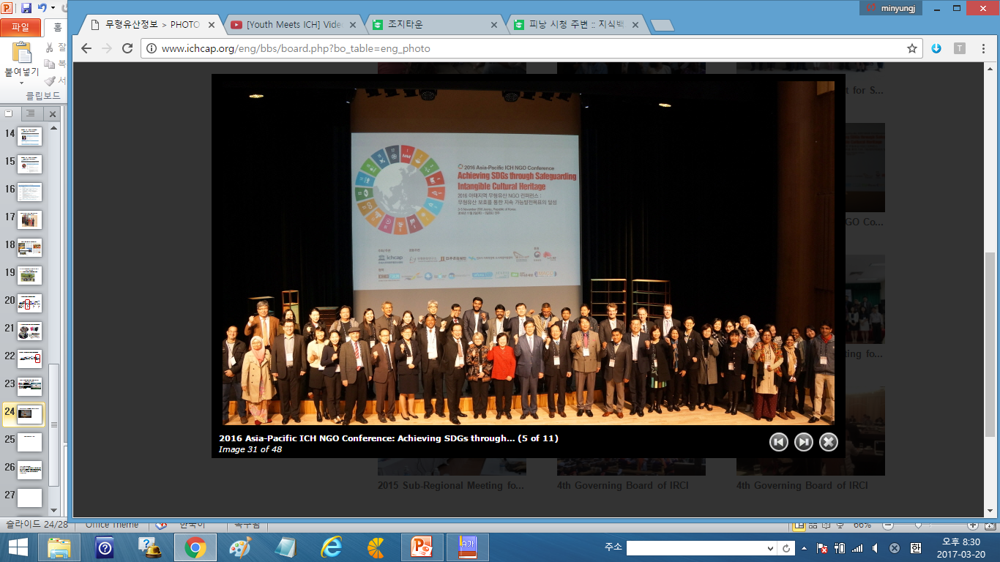 minyungj
파일
홈
무형유산정보 > PHOTO
[Youth Meets ICH] Vide
조지타운
피낭 시청 주변 :: 지식백
www.ichcap.org/eng/bbs/board.php?bo_table=eng_photo
T
붙여넣기
잘
복
서
클립보드
14
15
16
17
18
19
20
21
22
23
24
25
26
27
t for S...
GO Co...
ing fo...
2016 Asia-Pacific ICH NGO Conference
Achieving SDGs through Safeguarding
Intangible Cultural Heritage
2016 아태지역 무형유산 NGO 컨퍼런스 :
무형유산 보호를 통한 지속 가능발전목표의 달성
ichcap
2016 Asia-Pacific ICH NGO Conference: Achieving SDGs through... (5 of 11)
Image 31 of 48
2015 Sub-Regional Meeting fo...
4th Governing Board of IRCI
4th Governing Board of IRCI
슬라이드 24/28
Office Theme
한국어
66%
주소
한
오후 8:30
2017-03-20